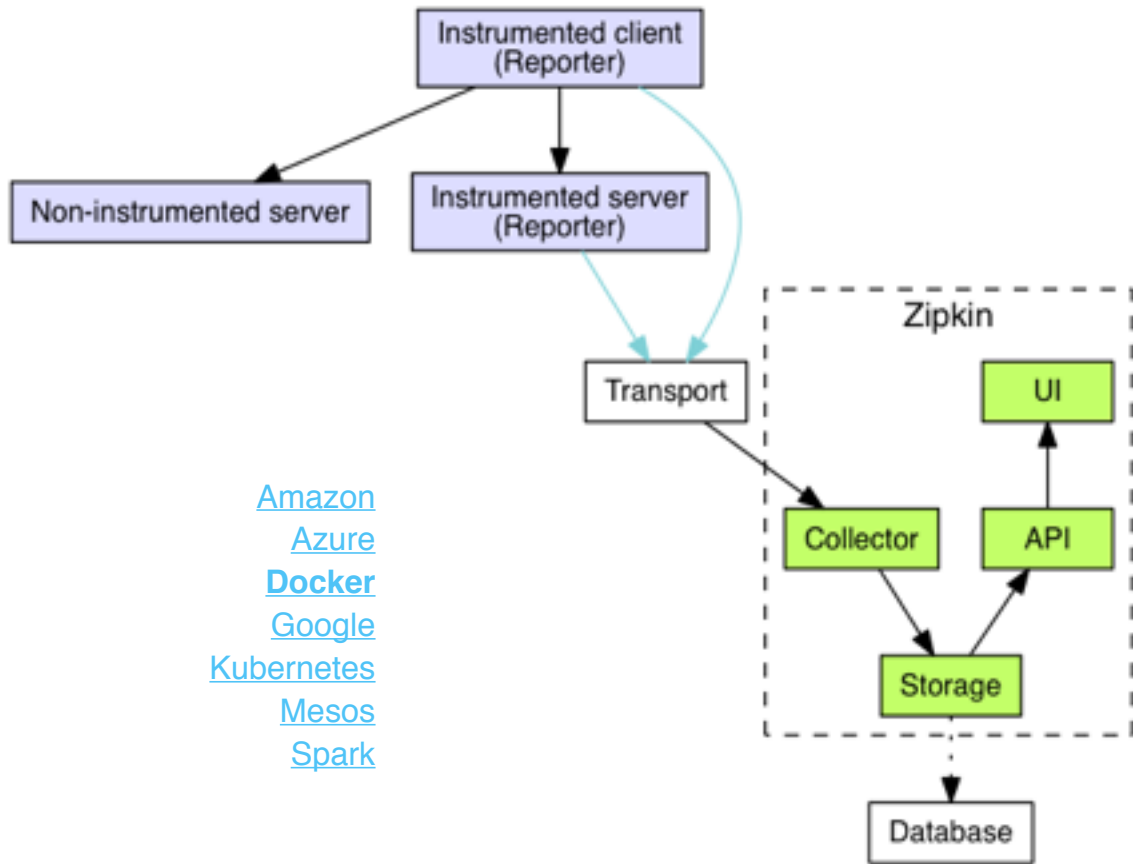 Instrumented client
(Reporter)
Non-instrumented server
Instrumented server
(Reporter)
Zipkin
Transport
UI
Amazon
Azure
Docker
Google
Kubernetes
Mesos
Spark
Collector
API
Storage
Database